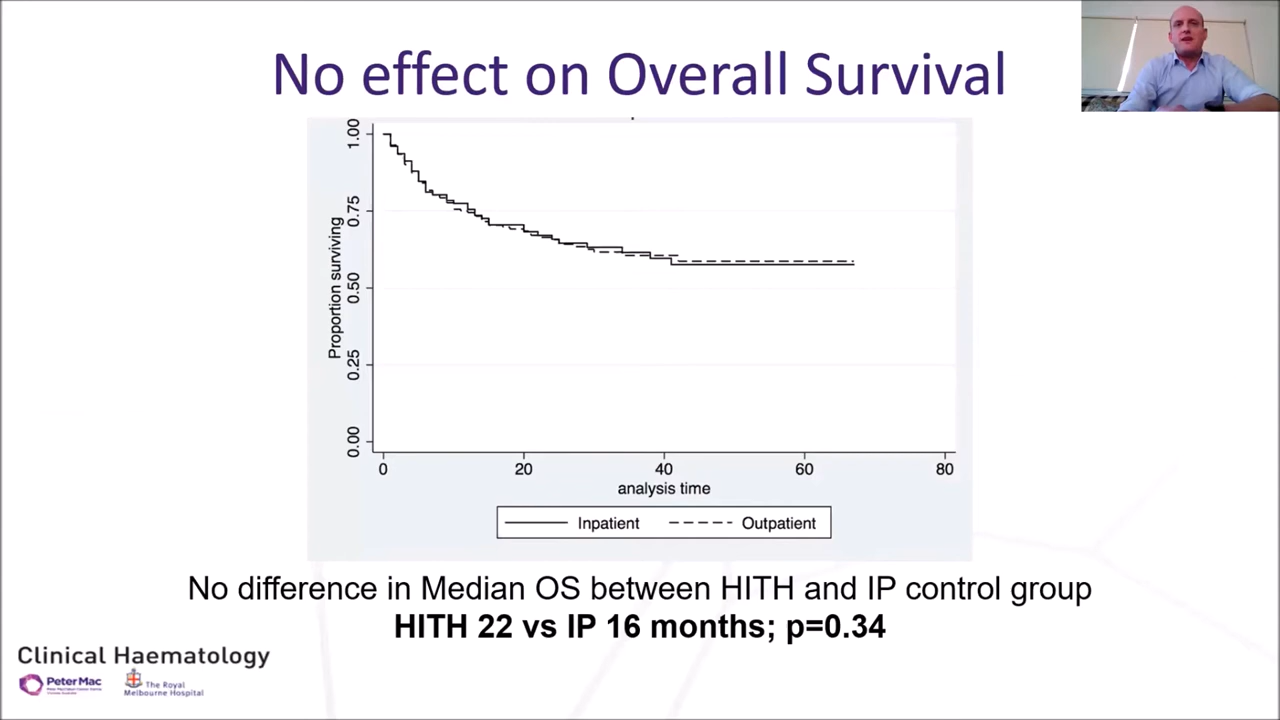 No effect on Overall Survival
Proportion surviving
1.00
0.75
0.50
0.25
0.00
0 20 40 60 80
analysis time
Inpatient Outpatient
No difference in Median OS between HITH and IP control group
HITH 22 vs IP 16 months; p=0.34
Clinical Haematology
Peter Mac
The Royal
Melbourne Hospital